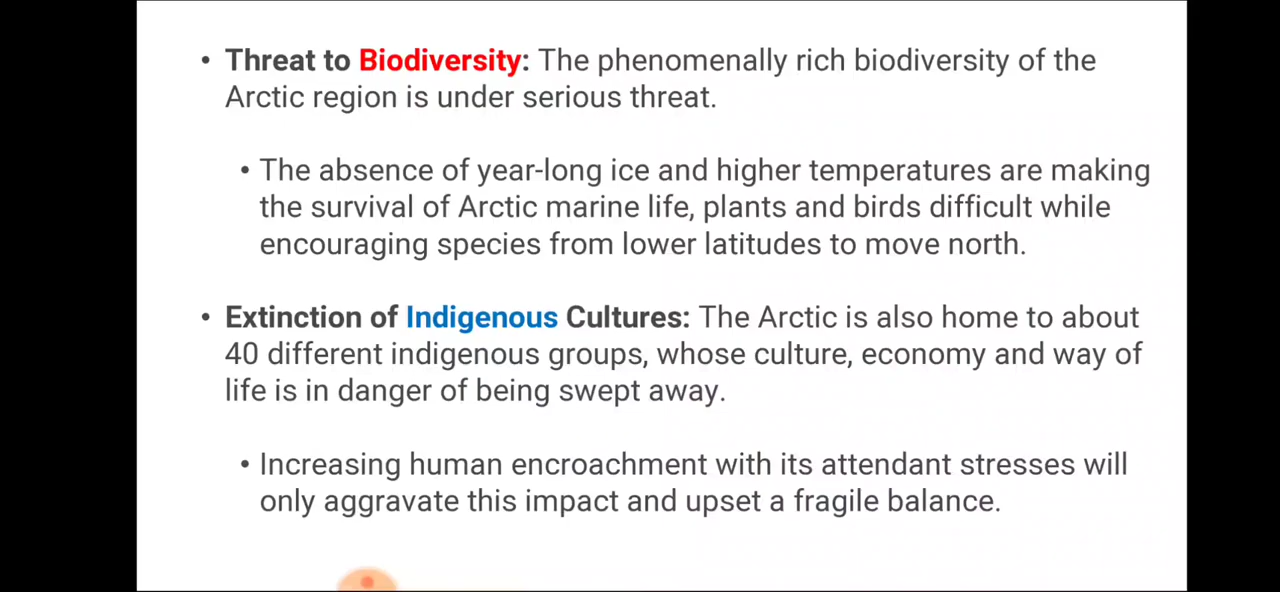 • Threat to Biodiversity: The phenomenally rich biodiversity of the
Arctic region is under serious threat.
• The absence of year-long ice and higher temperatures are making
the survival of Arctic marine life, plants and birds difficult while
encouraging species from lower latitudes to move north.
• Extinction of Indigenous Cultures: The Arctic is also home to about
40 different indigenous groups, whose culture, economy and way of
life is in danger of being swept away.
• Increasing human encroachment with its attendant stresses will
only aggravate this impact and upset a fragile balance.